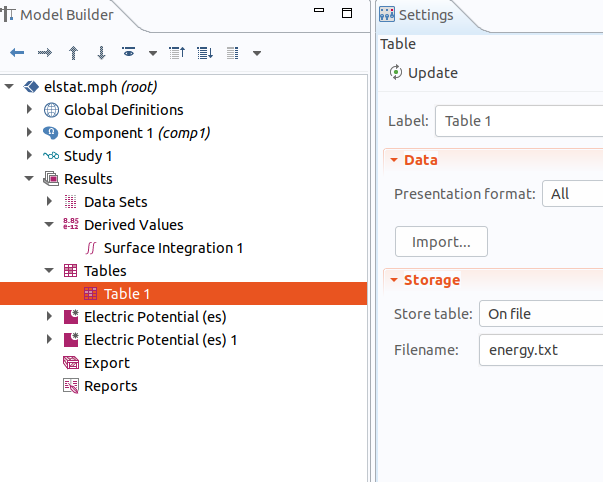 Model Builder
elstat.mph (root)
Global Definitions
Component 1 (comp1)
Study 1
Results
Data Sets
8.85
e-12
Derived Values
Surface Integration 1
Tables
Table 1
Electric Potential (es)
Electric Potential (es) 1
Export
Reports
Settings
Table
Update
Label: Table 1
Data
Presentation format: All
Import...
Storage
Store table: On file
Filename: energy.txt